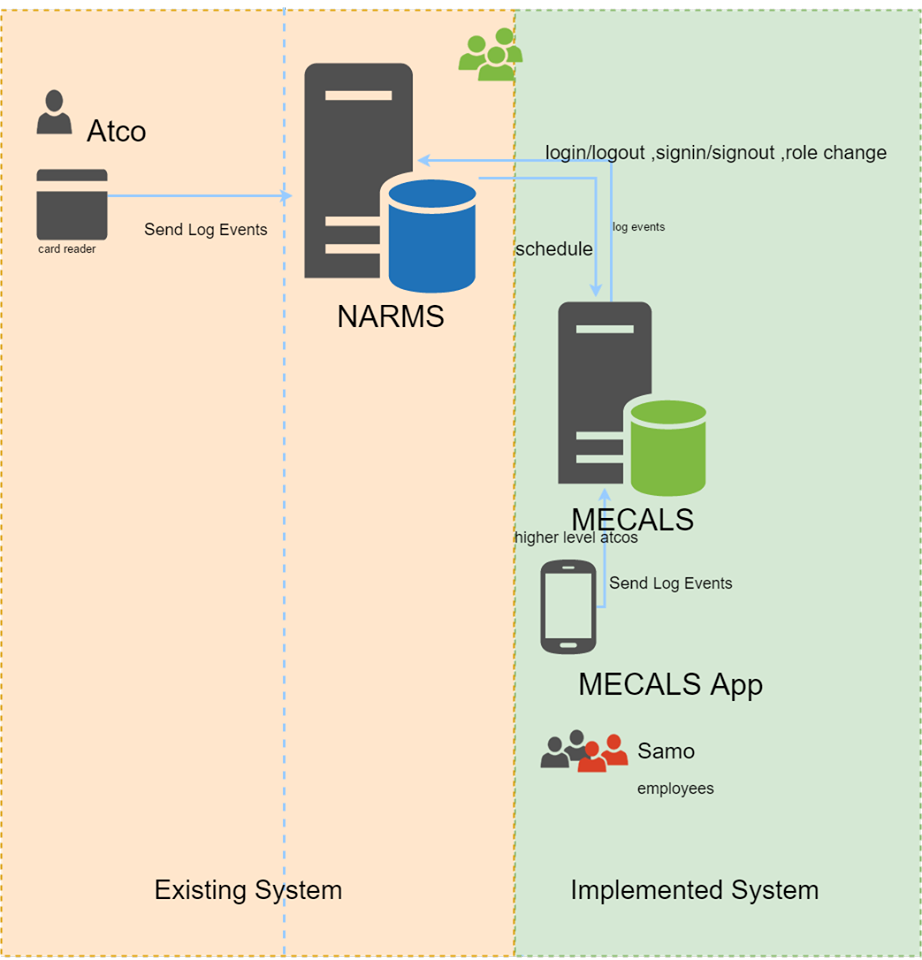 Atco
card reader
Send Log Events
NARMS
login/logout ,signin/signout ,role change
log events
schedule
MECALS
higher level atcos
Send Log Events
MECALS App
Samo
employees
Existing System
Implemented System